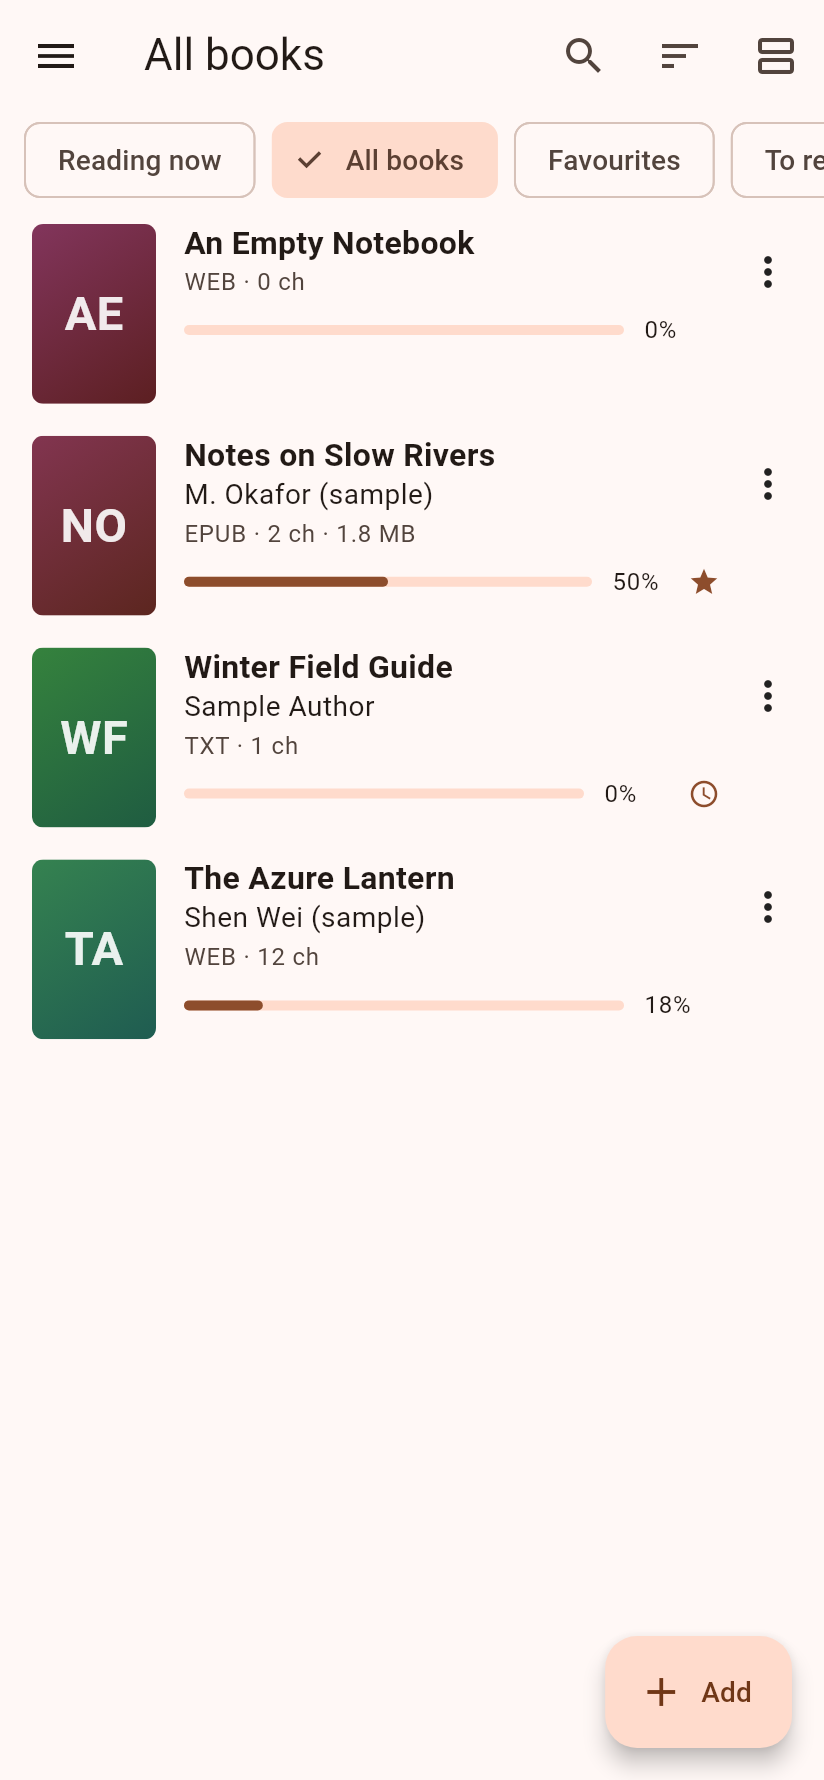 All books
Reading now
All books
Favourites
To re
AE
An Empty Notebook
WEB · 0 ch
0%
NO
Notes on Slow Rivers
M. Okafor (sample)
EPUB · 2 ch · 1.8 MB
50%
WF
Winter Field Guide
Sample Author
TXT · 1 ch
0%
TA
The Azure Lantern
Shen Wei (sample)
WEB · 12 ch
18%
Add